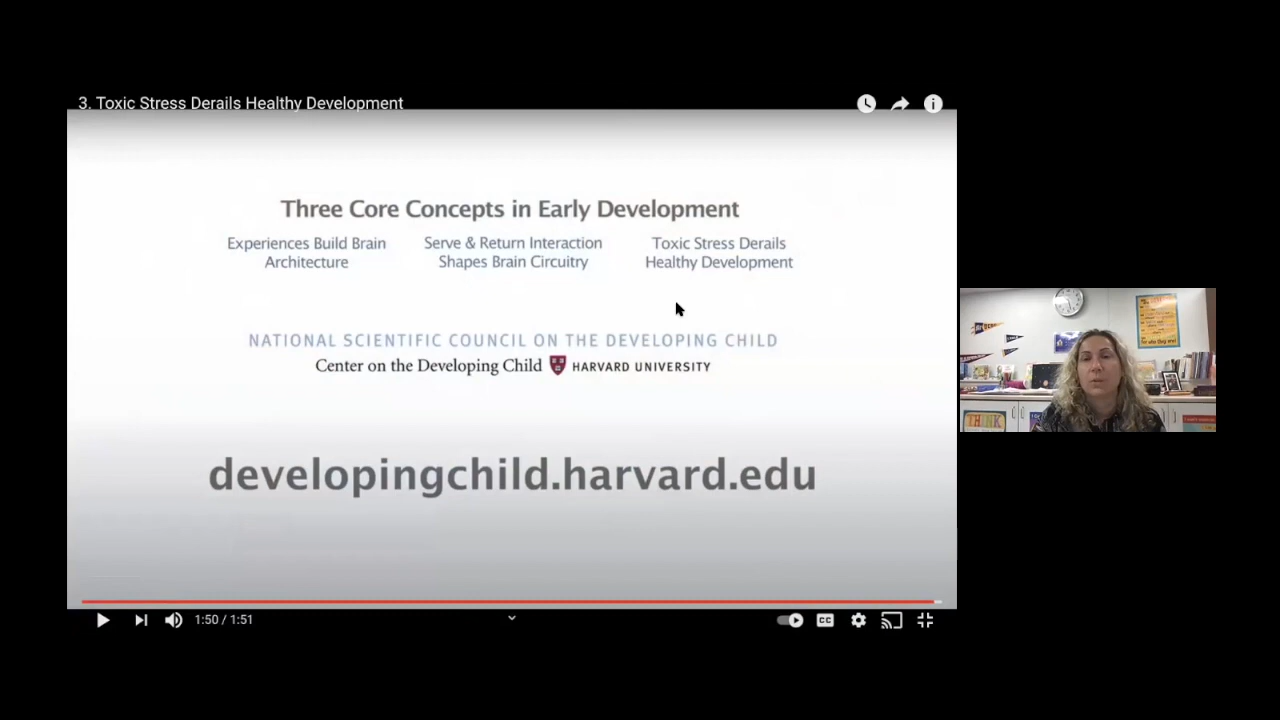 3. Toxic Stress Derails Healthy Development
Three Core Concepts in Early Development
Experiences Build Brain
Architecture
Serve & Return Interaction
Shapes Brain Circuitry
Toxic Stress Derails
Healthy Development
NATIONAL SCIENTIFIC COUNCIL ON THE DEVELOPING CHILD
Center on the Developing Child HARVARD UNIVERSITY
developingchild.harvard.edu
1:50 / 1:51
CC
THINK